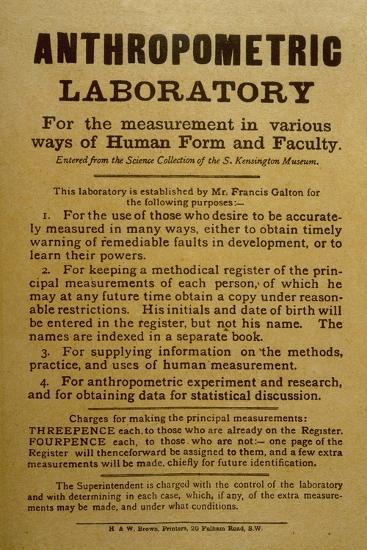 ANTHROPOMETRIC
LABORATORY
For the measurement in various
ways of Human Form and Faculty.
Entered from the Science Collection of the S. Kensington Museum.
This laboratory is established by Mr. Francis Galton for
the following purposes:—
1. For the use of those who desire to be accurate-
ly measured in many ways, either to obtain timely
warning of remediable faults in development, or to
learn their powers.
2. For keeping a methodical register of the prin-
cipal measurements of each person, of which he
may at any future time obtain a copy under reason-
able restrictions. His initials and date of birth will
be entered in the register, but not his name. The
names are indexed in a separate book.
3. For supplying information on the methods,
practice, and uses of human measurement.
4. For anthropometric experiment and research,
and for obtaining data for statistical discussion.
Charges for making the principal measurements:
THREEPENCE each, to those who are already on the Register.
FOURPENCE each, to those who are not:— one page of the
Register will thenceforward be assigned to them, and a few extra
measurements will be made, chiefly for future identification.
The Superintendent is charged with the control of the laboratory
and with determining in each case, which, if any, of the extra measure-
ments may be made, and under what conditions.
H & W. Brown, Printers, 20 Fulham Road, S.W.